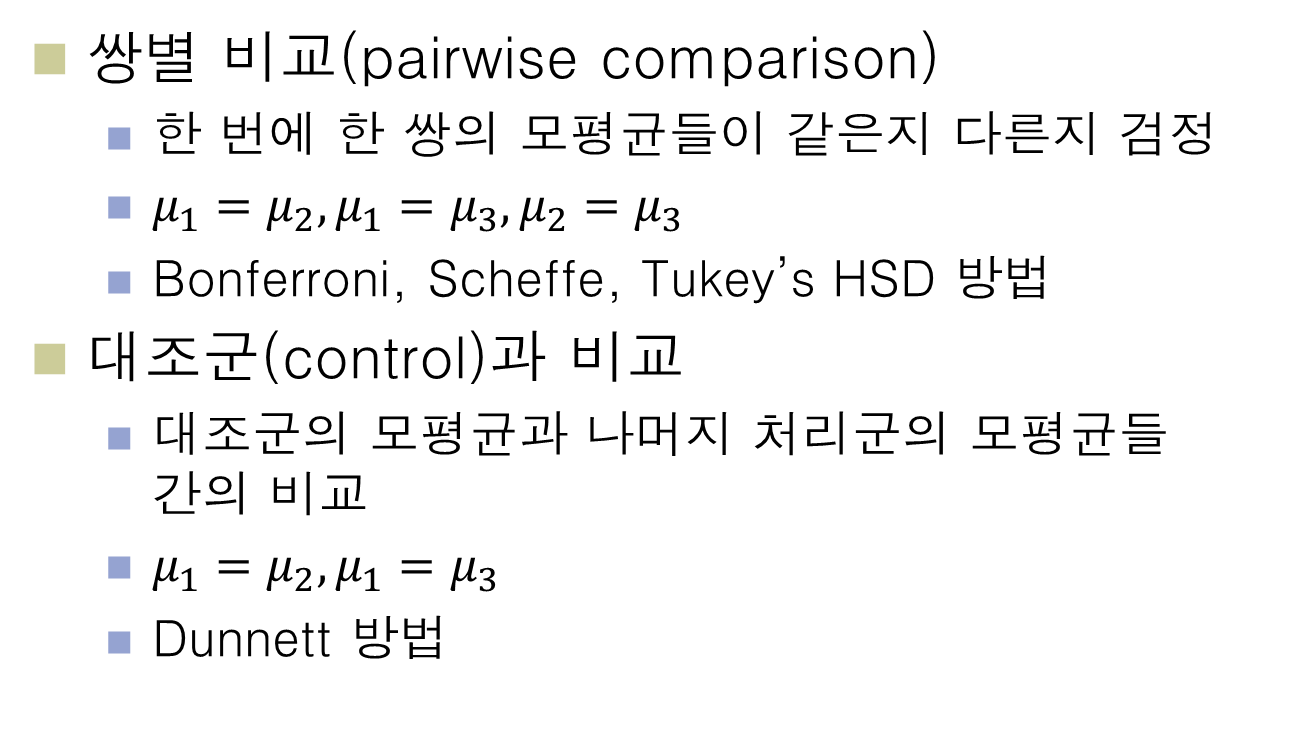 쌍별 비교(pairwise comparison)
한 번에 한 쌍의 모평균들이 같은지 다른지 검정
𝜇₁ = 𝜇₂, 𝜇₁ = 𝜇₃, 𝜇₂ = 𝜇₃
Bonferroni, Scheffe, Tukey’s HSD 방법
대조군(control)과 비교
대조군의 모평균과 나머지 처리군의 모평균들
간의 비교
𝜇₁ = 𝜇₂, 𝜇₁ = 𝜇₃
Dunnett 방법